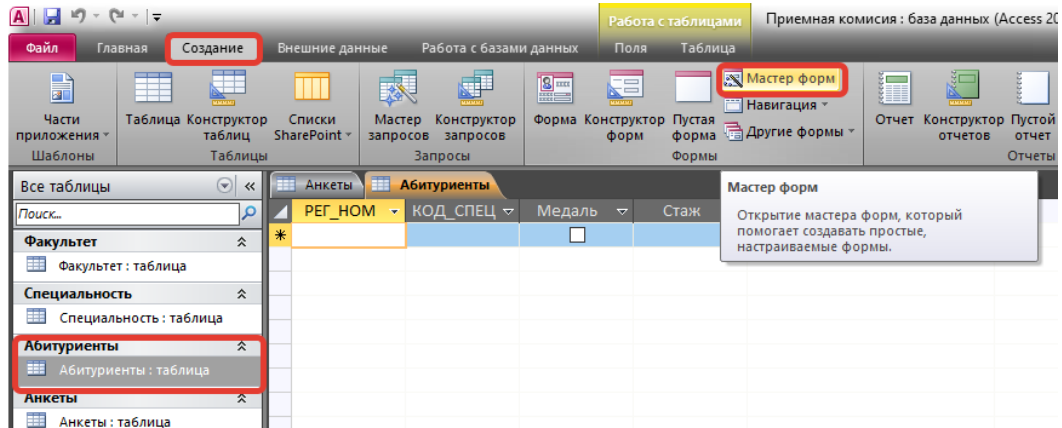 Работа с таблицами Приемная комисия : база данных (Access 20
Файл Главная Создание Внешние данные Работа с базами данных Поля Таблица
Части приложения
Шаблоны
Таблица
Конструктор таблиц
Списки SharePoint
Таблицы
Мастер запросов
Конструктор запросов
Запросы
Форма
Конструктор форм
Пустая форма
Мастер форм
Навигация
Другие формы
Формы
Отчет
Конструктор отчетов
Пустой отчет
Отчеты
Все таблицы
Поиск...
Факультет
Факультет : таблица
Специальность
Специальность : таблица
Абитуриенты
Абитуриенты : таблица
Анкеты
Анкеты : таблица
Анкеты Абитуриенты
РЕГ_НОМ КОД_СПЕЦ Медаль Стаж
Мастер форм
Открытие мастера форм, который
помогает создавать простые,
настраиваемые формы.